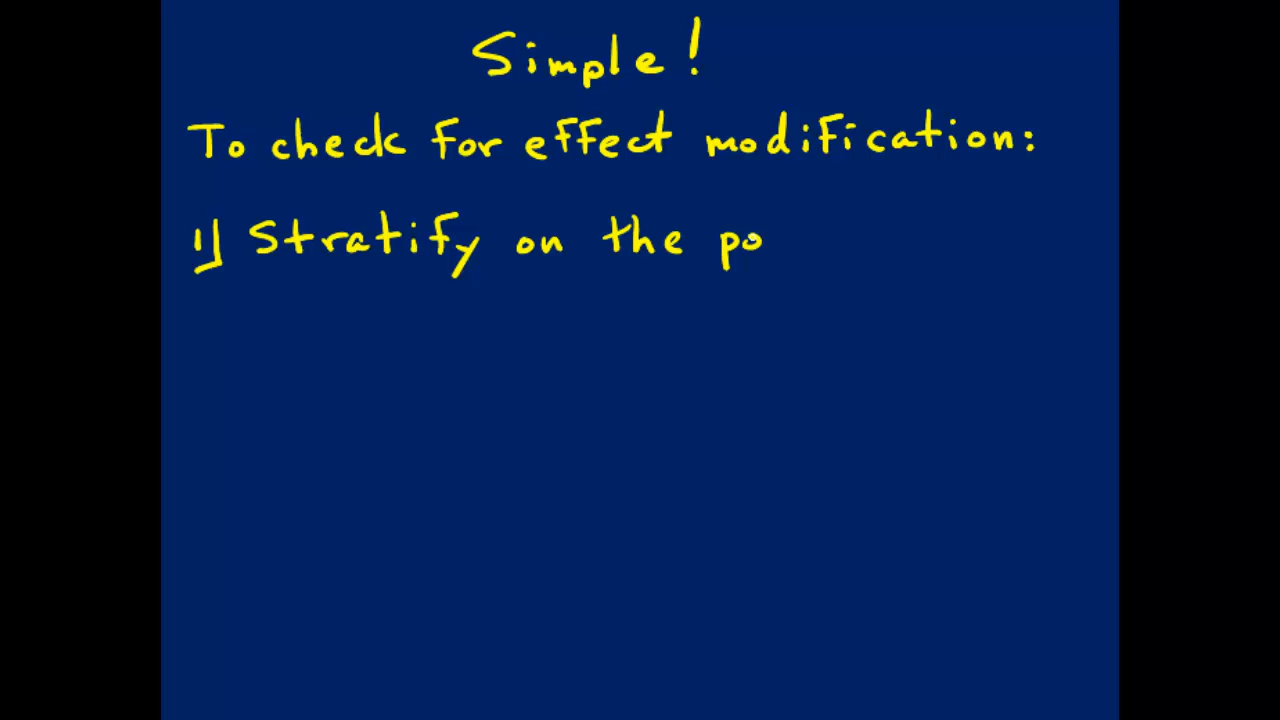 Simple!
To check for effect modification:
1) Stratify on the po